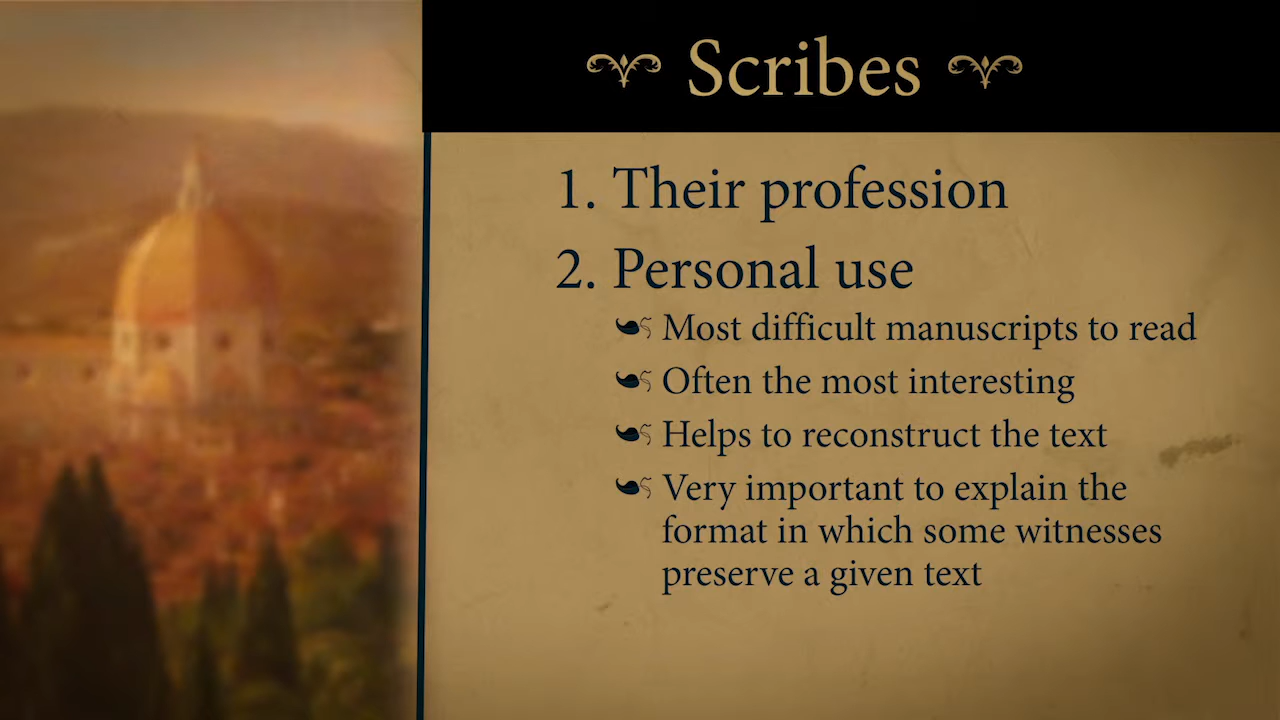 Scribes
1. Their profession
2. Personal use
Most difficult manuscripts to read
Often the most interesting
Helps to reconstruct the text
Very important to explain the
format in which some witnesses
preserve a given text